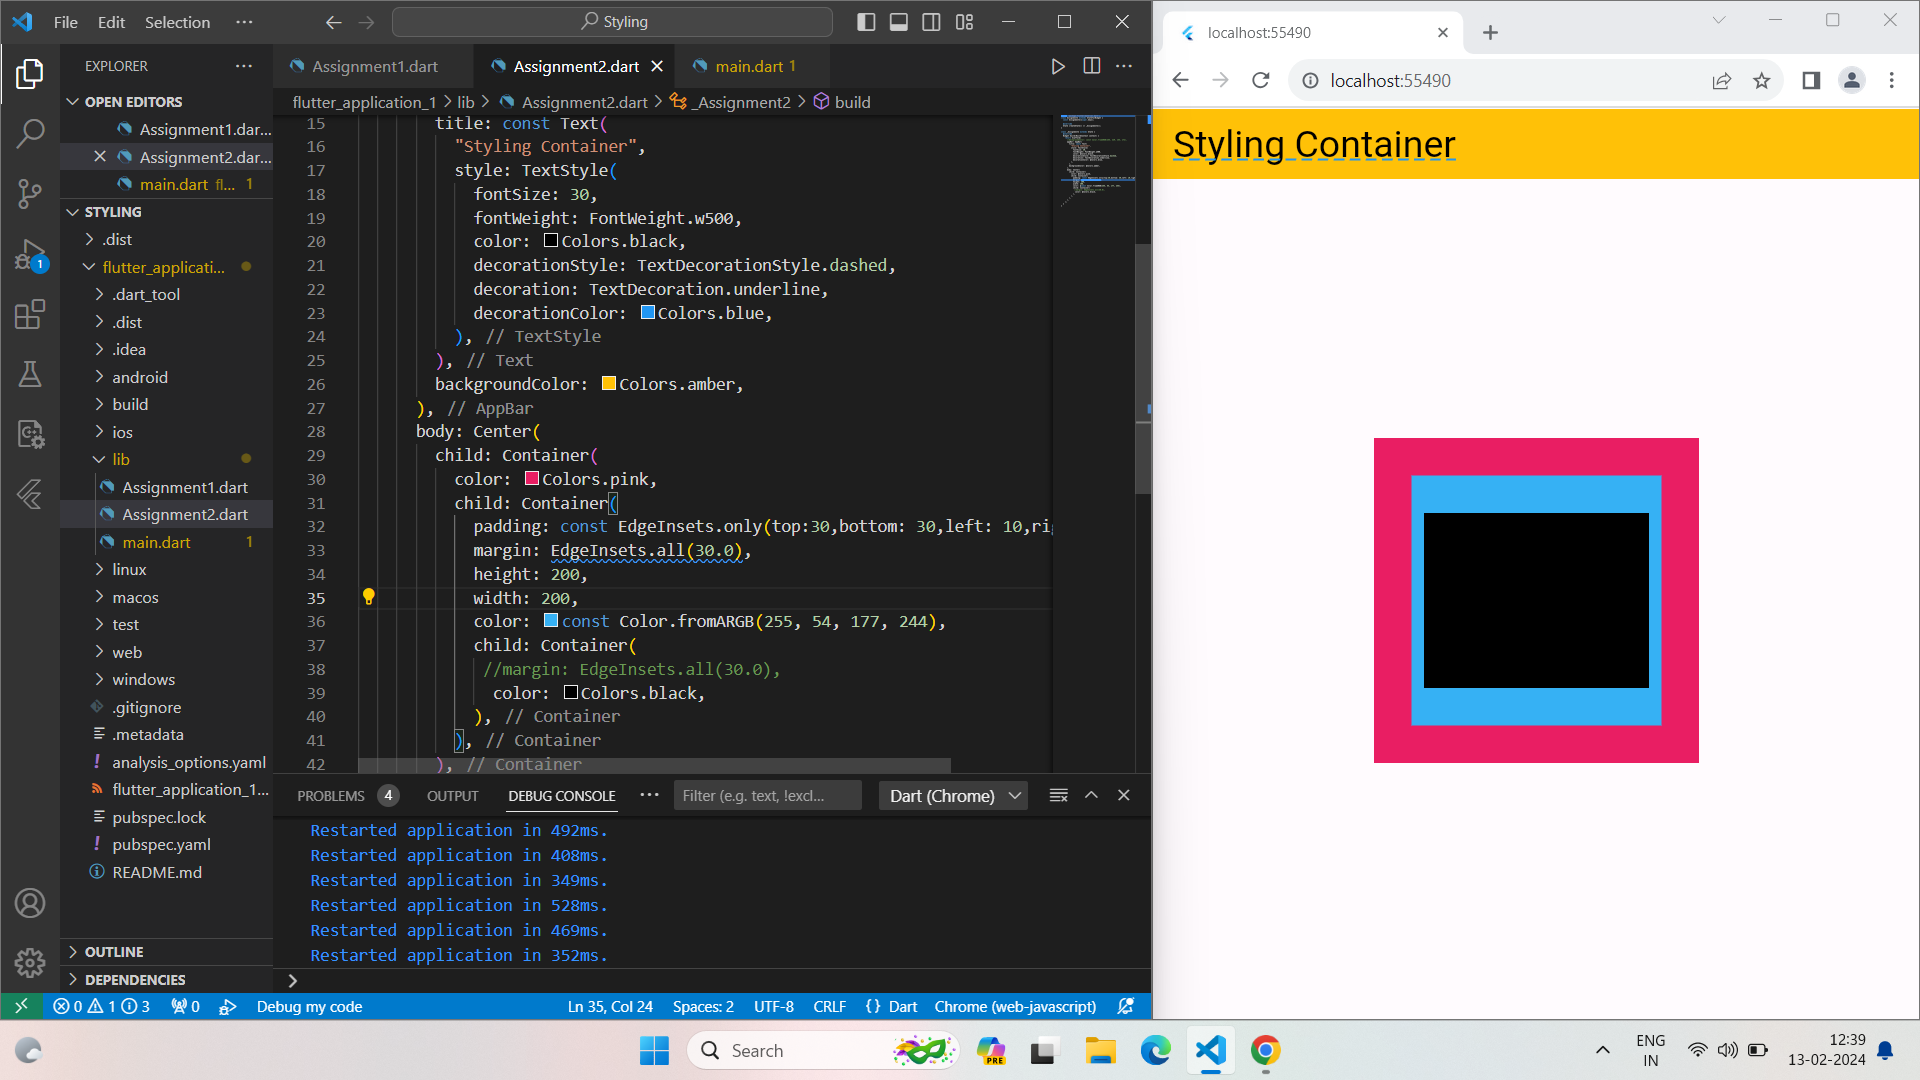 File Edit Selection ··· Styling
EXPLORER ···
OPEN EDITORS
Assignment1.dar...
Assignment2.dar...
main.dart fl... 1
STYLING
.dist
flutter_applicati...
.dart_tool
.dist
.idea
android
build
ios
lib
Assignment1.dart
Assignment2.dart
main.dart 1
linux
macos
test
web
windows
.gitignore
.metadata
! analysis_options.yaml
flutter_application_1...
pubspec.lock
! pubspec.yaml
README.md
OUTLINE
DEPENDENCIES
1
Assignment1.dart Assignment2.dart main.dart 1
flutter_application_1 > lib > Assignment2.dart > _Assignment2 > build
15 title: const Text(
16 "Styling Container",
17 style: TextStyle(
18 fontSize: 30,
19 fontWeight: FontWeight.w500,
20 color: Colors.black,
21 decorationStyle: TextDecorationStyle.dashed,
22 decoration: TextDecoration.underline,
23 decorationColor: Colors.blue,
24 ), // TextStyle
25 ), // Text
26 backgroundColor: Colors.amber,
27 ), // AppBar
28 body: Center(
29 child: Container(
30 color: Colors.pink,
31 child: Container(
32 padding: const EdgeInsets.only(top:30,bottom: 30,left: 10,rig
33 margin: EdgeInsets.all(30.0),
34 height: 200,
35 width: 200,
36 color: const Color.fromARGB(255, 54, 177, 244),
37 child: Container(
38 //margin: EdgeInsets.all(30.0),
39 color: Colors.black,
40 ), // Container
41 ), // Container
42 ), // Container
PROBLEMS 4 OUTPUT DEBUG CONSOLE ··· Filter (e.g. text, !excl... Dart (Chrome)
Restarted application in 492ms.
Restarted application in 408ms.
Restarted application in 349ms.
Restarted application in 528ms.
Restarted application in 469ms.
Restarted application in 352ms.
0 1 3 0 Debug my code Ln 35, Col 24 Spaces: 2 UTF-8 CRLF {} Dart Chrome (web-javascript)
localhost:55490
localhost:55490
Styling Container
Search
PRE
ENG
IN
12:39
13-02-2024